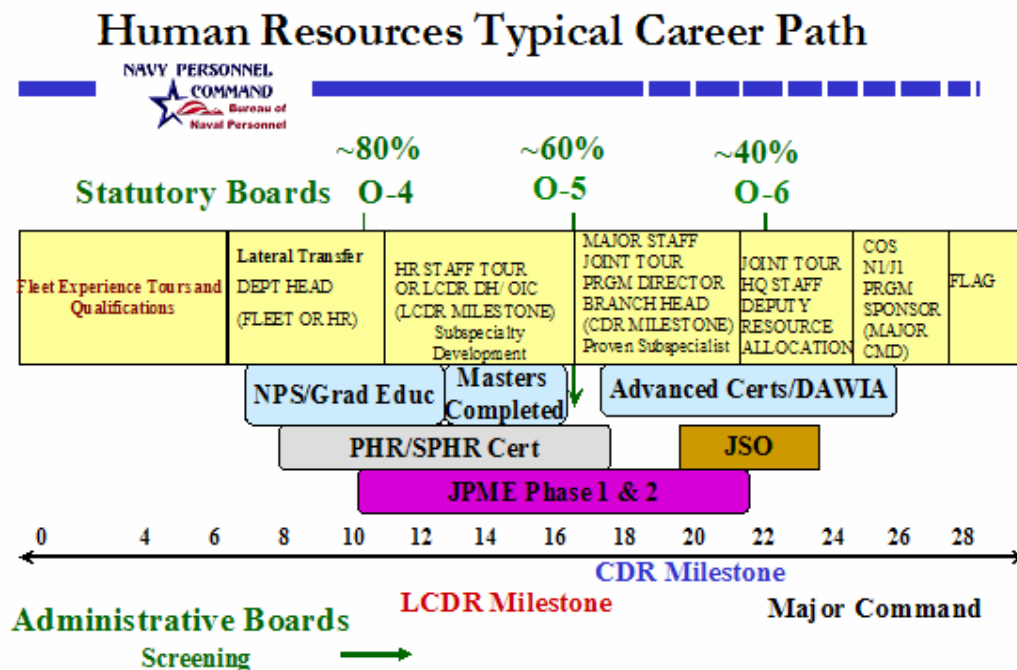 Human Resources Typical Career Path
NAVY PERSONNEL
COMMAND
Bureau of
Naval Personnel
~80%
~60%
~40%
Statutory Boards
O-4
O-5
O-6
Fleet Experience Tours and
Qualifications
Lateral Transfer
DEPT HEAD
(FLEET OR HR)
HR STAFF TOUR
OR LCDR DH/ OIC
(LCDR MILESTONE)
Subspecialty
Development
MAJOR STAFF
JOINT TOUR
PRGM DIRECTOR
BRANCH HEAD
(CDR MILESTONE)
Proven Subspecialist
JOINT TOUR
HQ STAFF
DEPUTY
RESOURCE
ALLOCATION
COS
N1/J1
PRGM
SPONSOR
(MAJOR
CMD)
FLAG
NPS/Grad Educ
Masters
Completed
Advanced Certs/DAWIA
PHR/SPHR Cert
JSO
JPME Phase 1 & 2
0 4 6 8 10 12 14 16 18 20 22 24 26 28
CDR Milestone
LCDR Milestone
Major Command
Administrative Boards
Screening